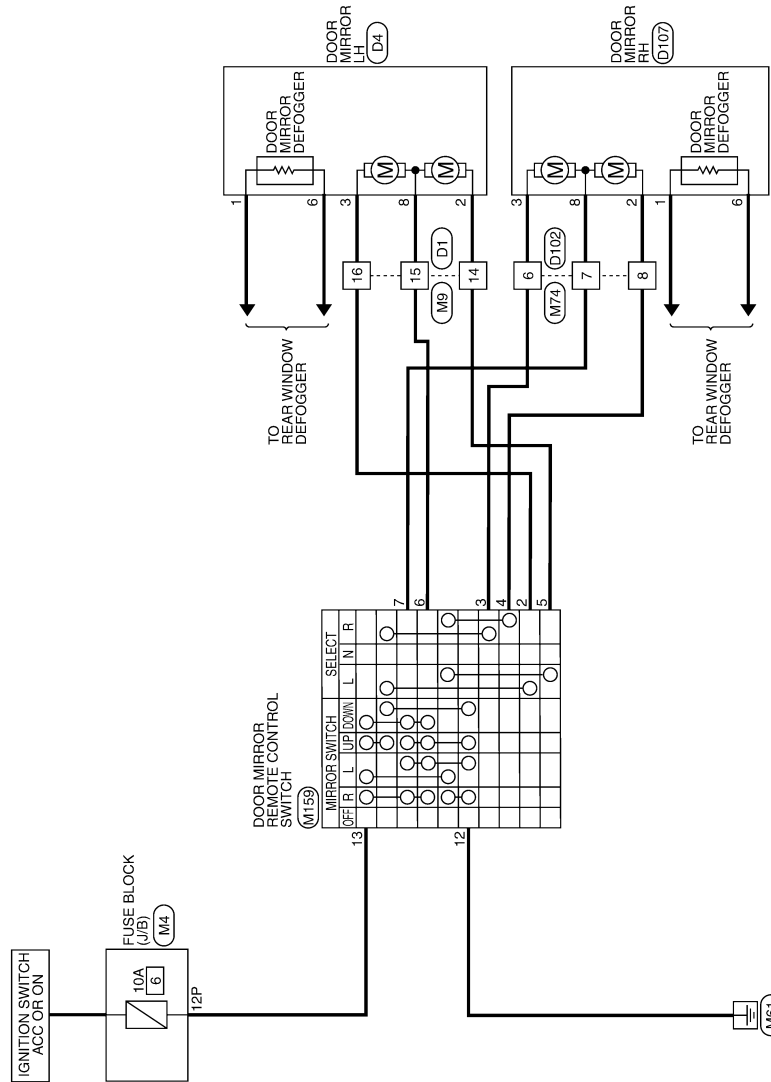 IGNITION SWITCH
ACC OR ON
FUSE BLOCK
(J/B)
M4
10A
6
12P
DOOR MIRROR
REMOTE CONTROL
SWITCH
M159
13
12
MIRROR SWITCH
SELECT
OFF
R
L
UP
DOWN
L
N
R
7
6
3
4
2
5
TO
REAR WINDOW
DEFOGGER
16
15
14
M9
D1
1
6
3
8
2
DOOR
MIRROR
DEFOGGER
M
M
DOOR
MIRROR
LH
D4
6
7
8
M74
D102
3
8
2
1
6
M
M
DOOR
MIRROR
DEFOGGER
DOOR
MIRROR
RH
D107
TO
REAR WINDOW
DEFOGGER
M61